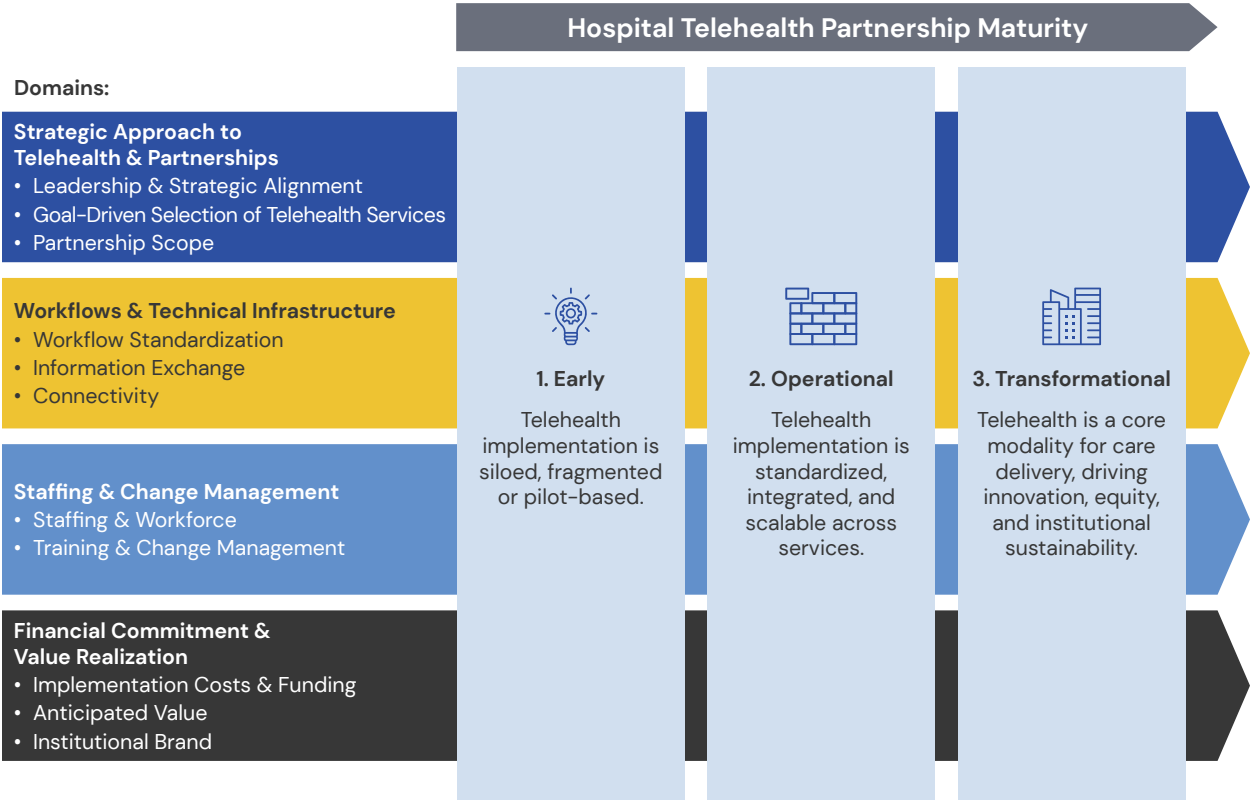 Hospital Telehealth Partnership Maturity
Domains:
Strategic Approach to
Telehealth & Partnerships
• Leadership & Strategic Alignment
• Goal-Driven Selection of Telehealth Services
• Partnership Scope
Workflows & Technical Infrastructure
• Workflow Standardization
• Information Exchange
• Connectivity
Staffing & Change Management
• Staffing & Workforce
• Training & Change Management
Financial Commitment &
Value Realization
• Implementation Costs & Funding
• Anticipated Value
• Institutional Brand
1. Early
Telehealth
implementation is
siloed, fragmented
or pilot-based.
2. Operational
Telehealth
implementation is
standardized,
integrated, and
scalable across
services.
3. Transformational
Telehealth is a core
modality for care
delivery, driving
innovation, equity,
and institutional
sustainability.